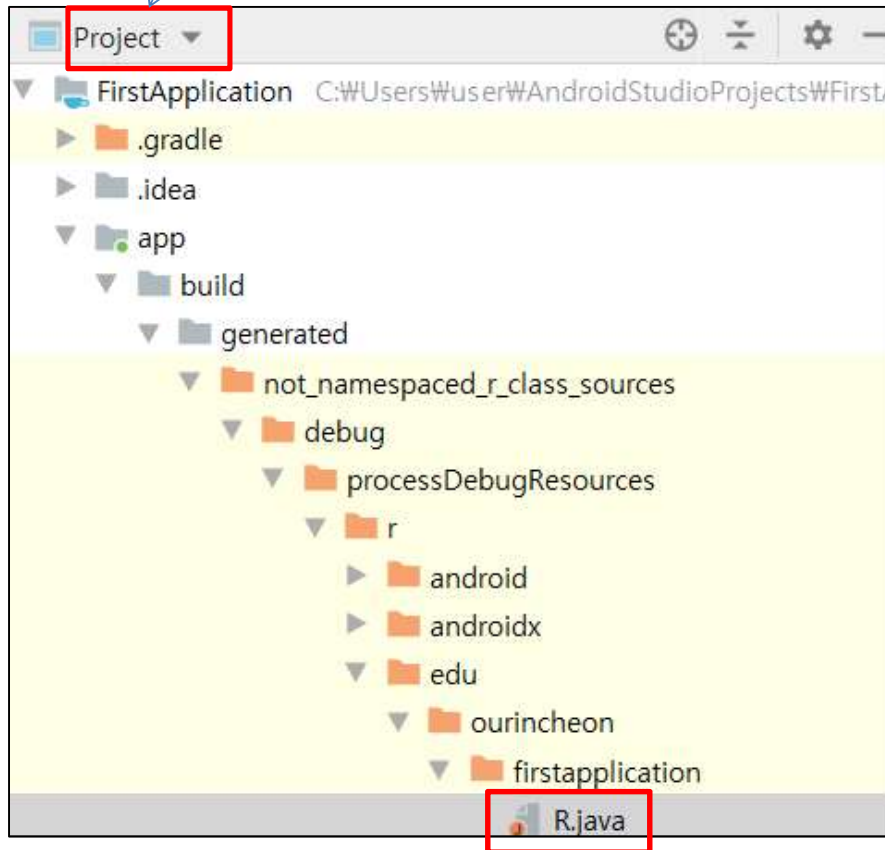 Project
FirstApplication C:₩Users₩user₩AndroidStudioProjects₩First
.gradle
.idea
app
build
generated
not_namespaced_r_class_sources
debug
processDebugResources
r
android
androidx
edu
ourincheon
firstapplication
R.java